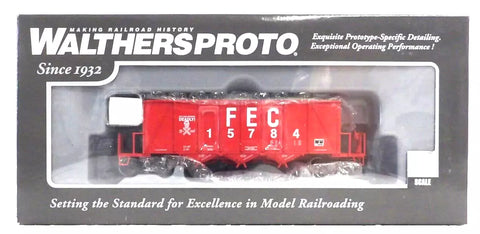 MAKING RAILROAD HISTORY
WALTHERSPROTO
Since 1932
Exquisite Prototype-Specific Detailing.
Exceptional Operating Performance !
FEC
15784
SCALE
Setting the Standard for Excellence in Model Railroading